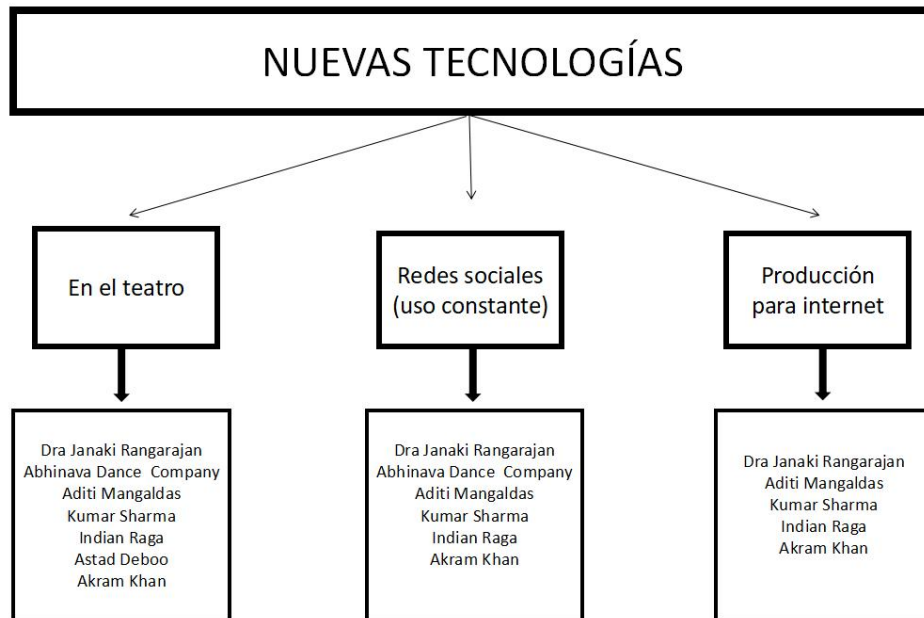 NUEVAS TECNOLOGÍAS
En el teatro
Redes sociales
(uso constante)
Producción
para internet
Dra Janaki Rangarajan
Abhinava Dance Company
Aditi Mangaldas
Kumar Sharma
Indian Raga
Astad Deboo
Akram Khan
Dra Janaki Rangarajan
Abhinava Dance Company
Aditi Mangaldas
Kumar Sharma
Indian Raga
Akram Khan
Dra Janaki Rangarajan
Aditi Mangaldas
Kumar Sharma
Indian Raga
Akram Khan